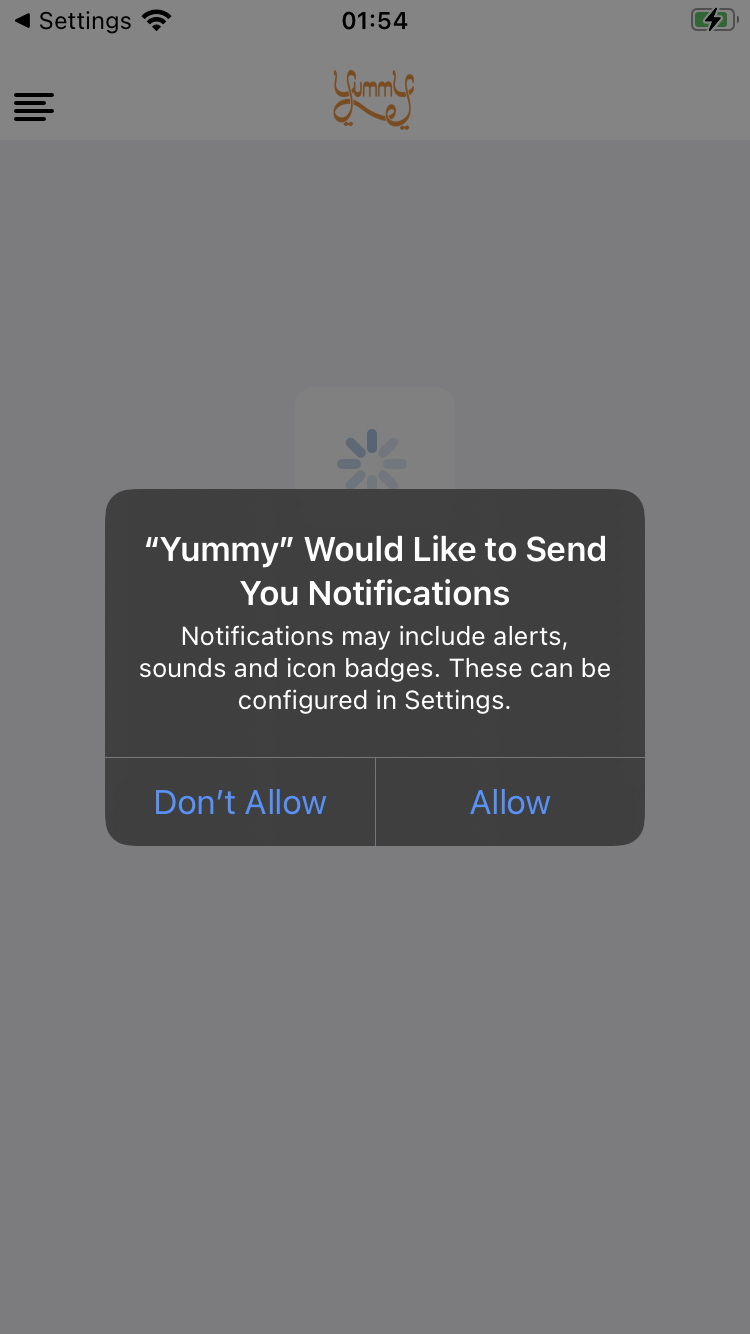 Settings
01:54
Yummy
“Yummy” Would Like to Send
You Notifications
Notifications may include alerts,
sounds and icon badges. These can be
configured in Settings.
Don’t Allow
Allow